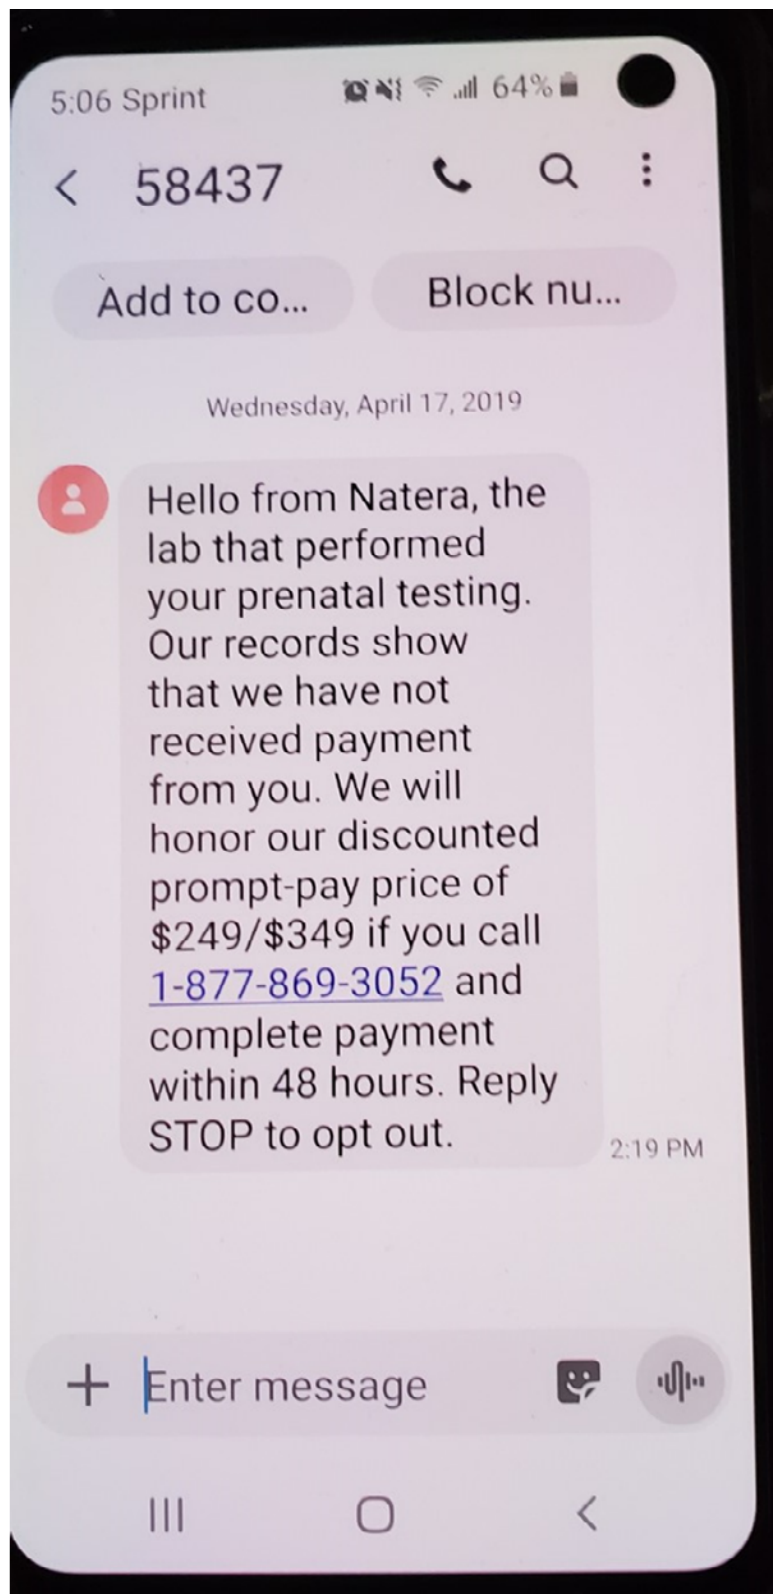 5:06 Sprint 64%
58437
Add to co...
Block nu...
Wednesday, April 17, 2019
Hello from Natera, the
lab that performed
your prenatal testing.
Our records show
that we have not
received payment
from you. We will
honor our discounted
prompt-pay price of
$249/$349 if you call
1-877-869-3052 and
complete payment
within 48 hours. Reply
STOP to opt out.
2:19 PM
Enter message